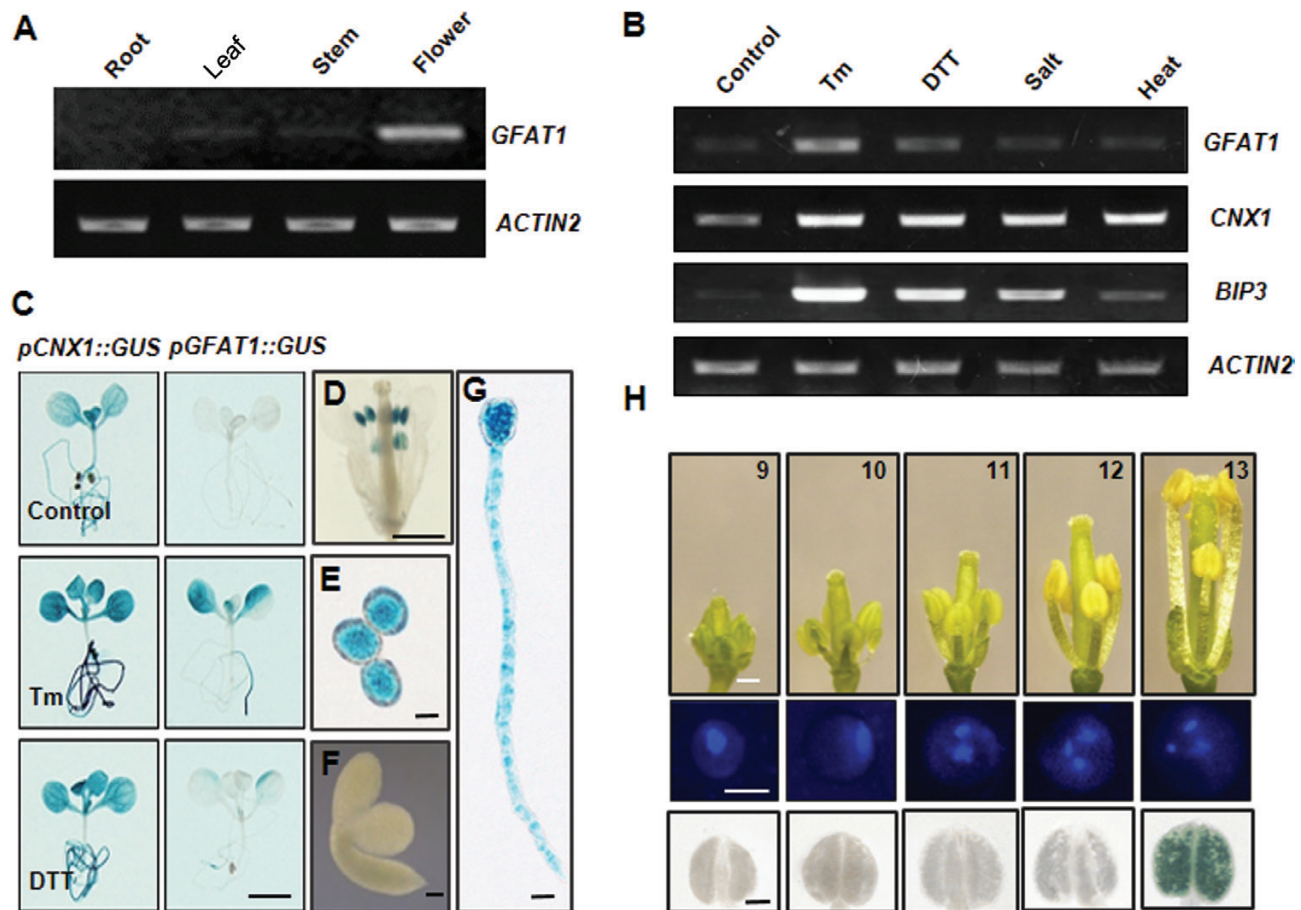 A
Root
Leaf
Stem
Flower
GFAT1
ACTIN2
B
Control
Tm
DTT
Salt
Heat
GFAT1
CNX1
BIP3
ACTIN2
C
pCNX1::GUS pGFAT1::GUS
Control
Tm
DTT
D
E
F
G
H
9 10 11 12 13